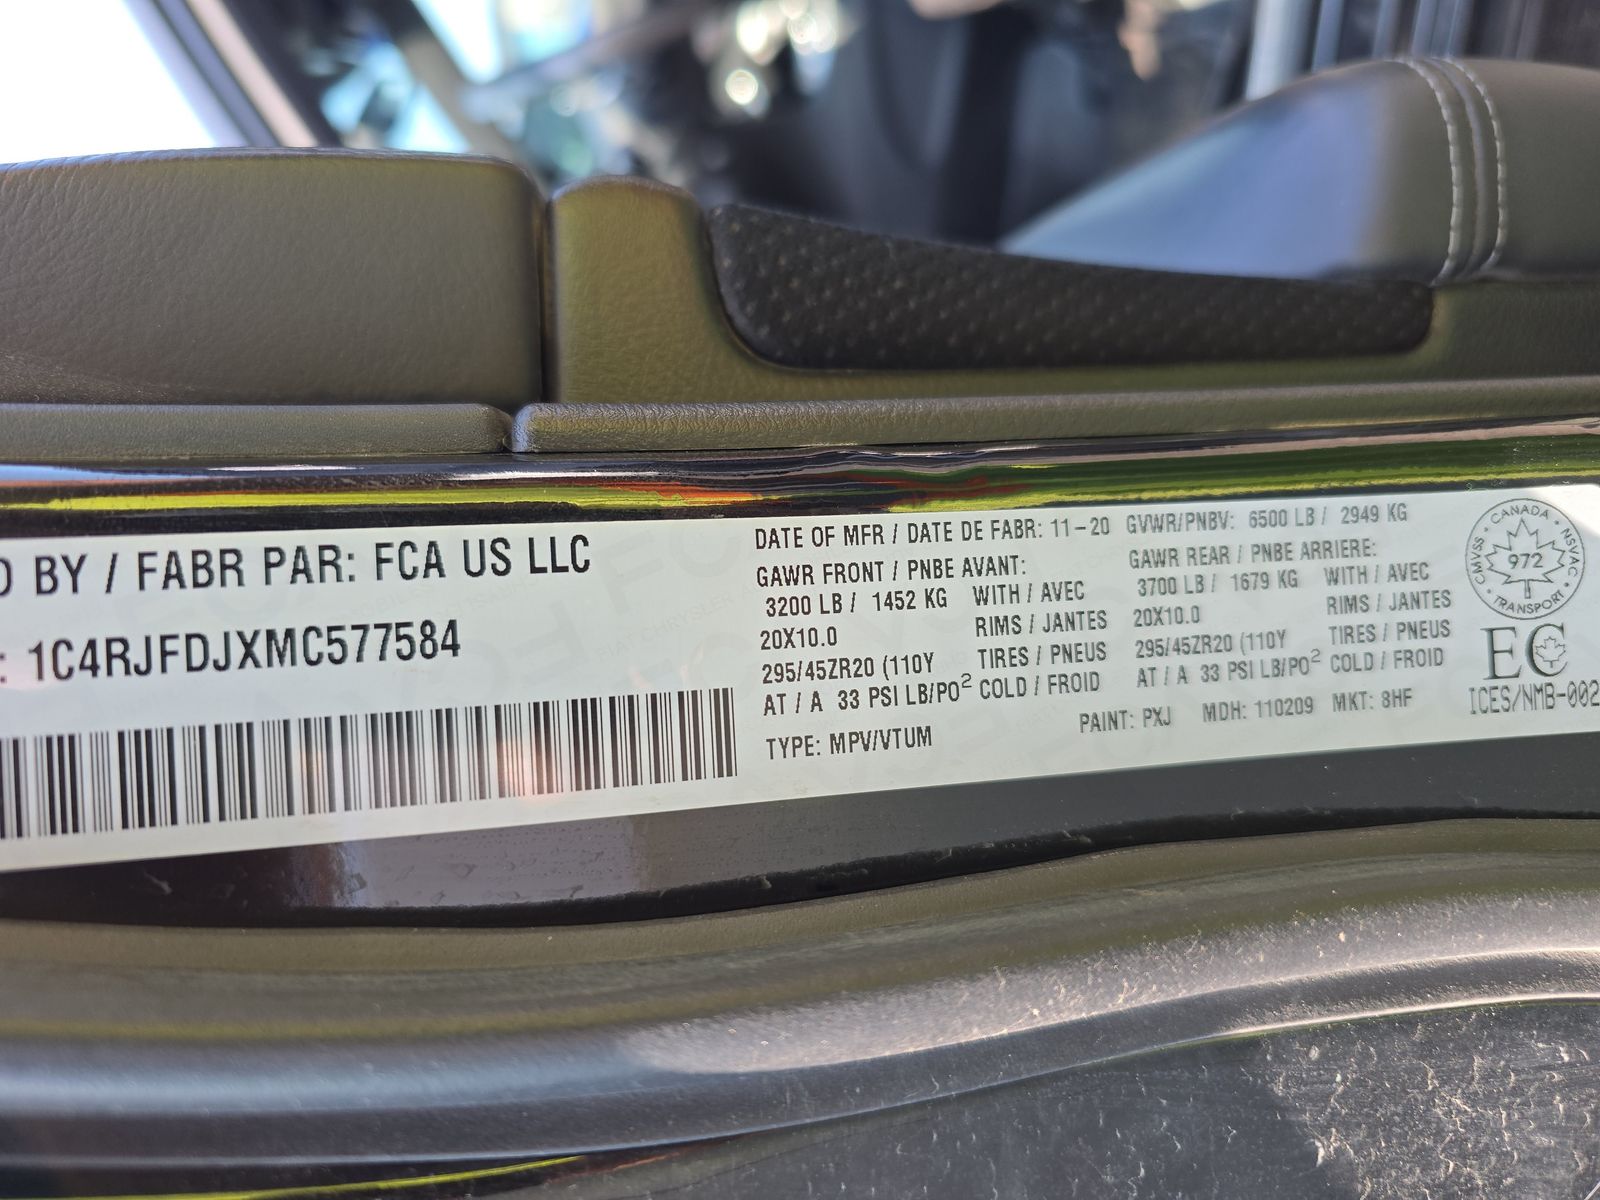 D BY / FABR PAR: FCA US LLC
: 1C4RJFDJXMC577584
DATE OF MFR / DATE DE FABR: 11-20 GVWR/PNBV: 6500 LB / 2949 KG
GAWR FRONT / PNBE AVANT: GAWR REAR / PNBE ARRIERE:
3200 LB / 1452 KG WITH / AVEC 3700 LB / 1679 KG WITH / AVEC
20X10.0 RIMS / JANTES 20X10.0 RIMS / JANTES
295/45ZR20 (110Y TIRES / PNEUS 295/45ZR20 (110Y TIRES / PNEUS
AT / A 33 PSI LB/PO² COLD / FROID AT / A 33 PSI LB/PO² COLD / FROID
TYPE: MPV/VTUM PAINT: PXJ MDH: 110209 MKT: 8HF
CANADA
CMVSS 972 NSVAC
TRANSPORT
EC
ICES/NMB-002